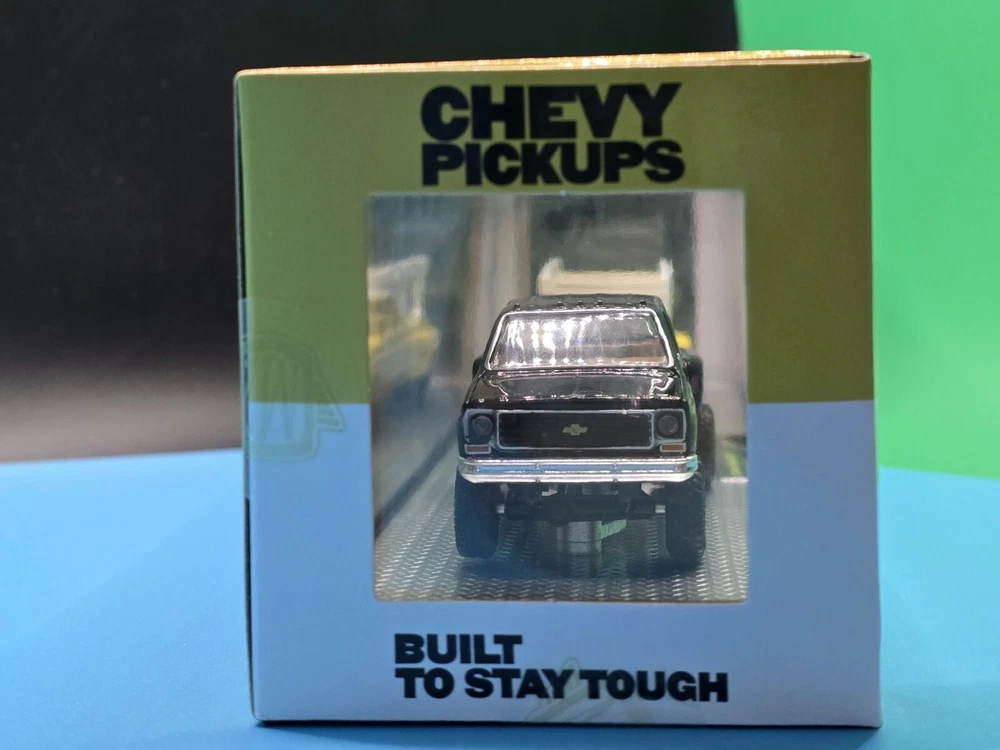 CHEVY
PICKUPS
BUILT
TO STAY TOUGH